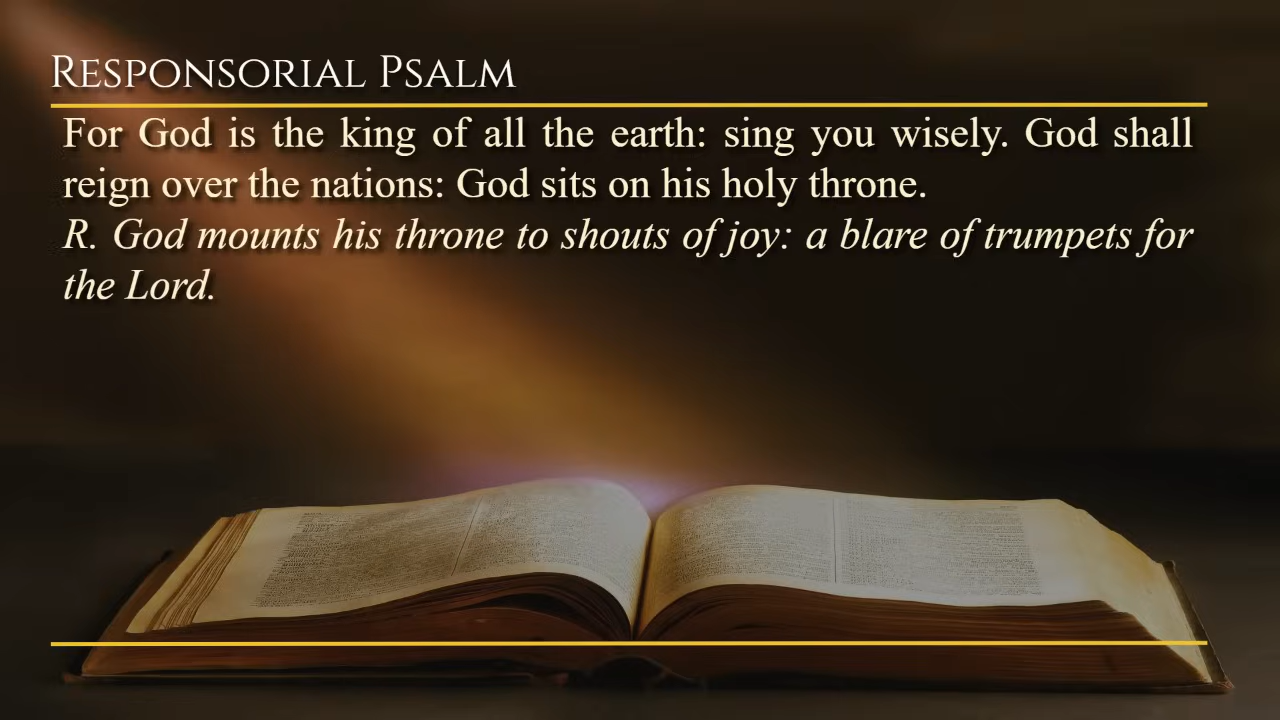 Responsorial Psalm
For God is the king of all the earth: sing you wisely. God shall
reign over the nations: God sits on his holy throne.
R. God mounts his throne to shouts of joy: a blare of trumpets for
the Lord.